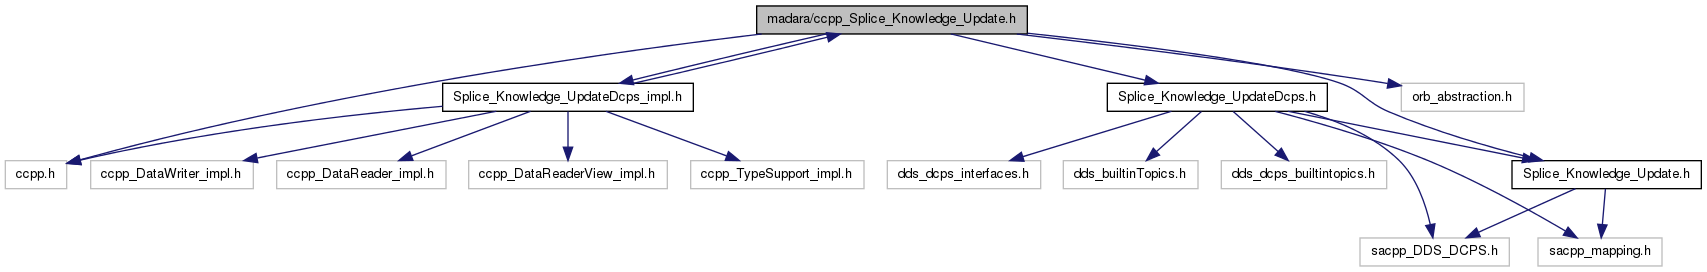 madara/ccpp_Splice_Knowledge_Update.h
Splice_Knowledge_UpdateDcps_impl.h
Splice_Knowledge_UpdateDcps.h
orb_abstraction.h
ccpp.h
ccpp_DataWriter_impl.h
ccpp_DataReader_impl.h
ccpp_DataReaderView_impl.h
ccpp_TypeSupport_impl.h
dds_dcps_interfaces.h
dds_builtinTopics.h
dds_dcps_builtintopics.h
Splice_Knowledge_Update.h
sacpp_DDS_DCPS.h
sacpp_mapping.h